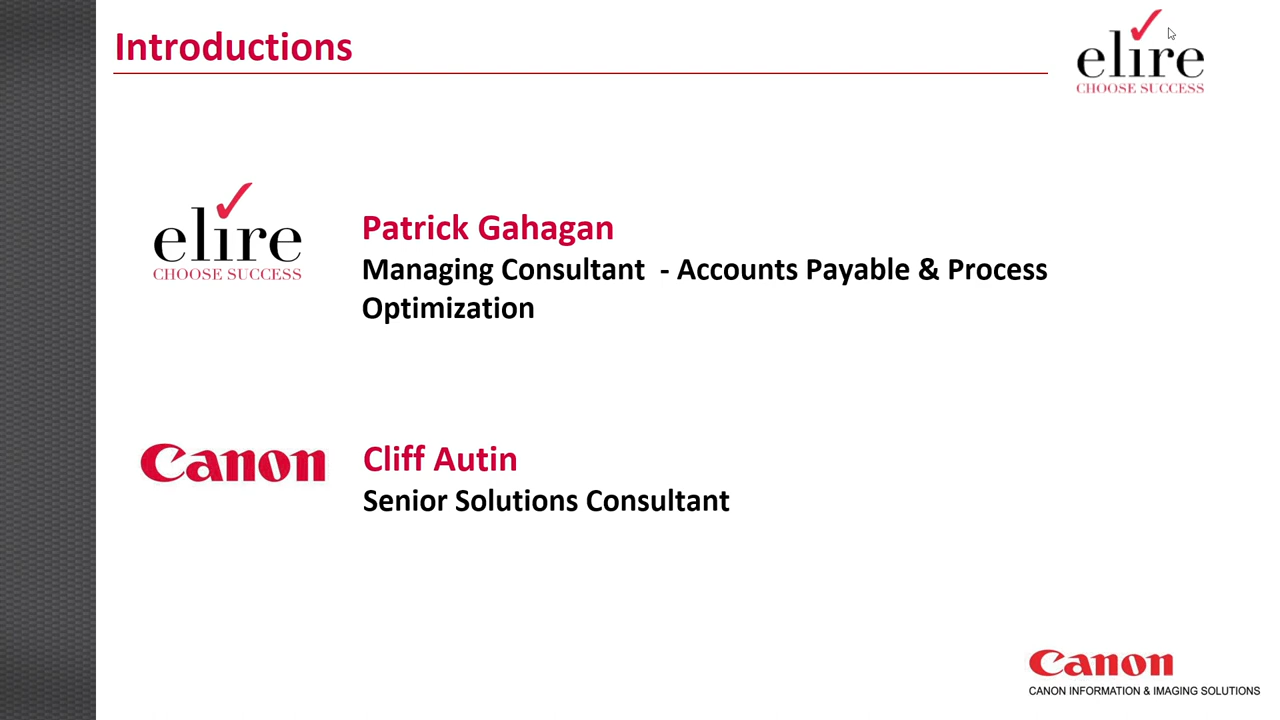 Introductions
elire
CHOOSE SUCCESS
elire
CHOOSE SUCCESS
Patrick Gahagan
Managing Consultant - Accounts Payable & Process
Optimization
Canon
Cliff Autin
Senior Solutions Consultant
Canon
CANON INFORMATION & IMAGING SOLUTIONS